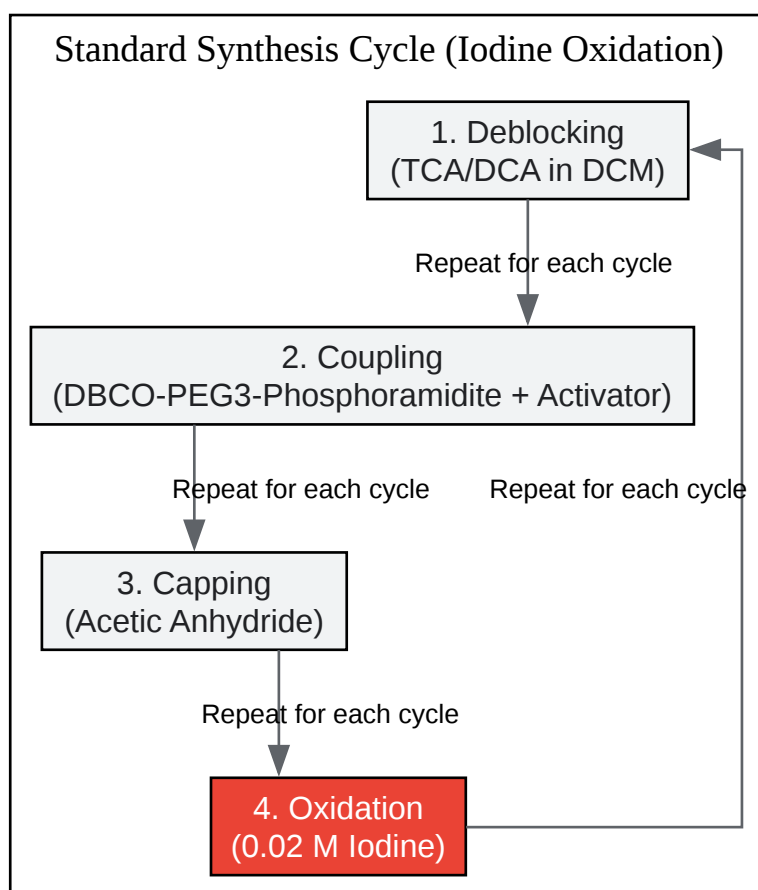 Standard Synthesis Cycle (Iodine Oxidation)
1. Deblocking
(TCA/DCA in DCM)
Repeat for each cycle
2. Coupling
(DBCO-PEG3-Phosphoramidite + Activator)
Repeat for each cycle
Repeat for each cycle
3. Capping
(Acetic Anhydride)
Repeat for each cycle
4. Oxidation
(0.02 M Iodine)